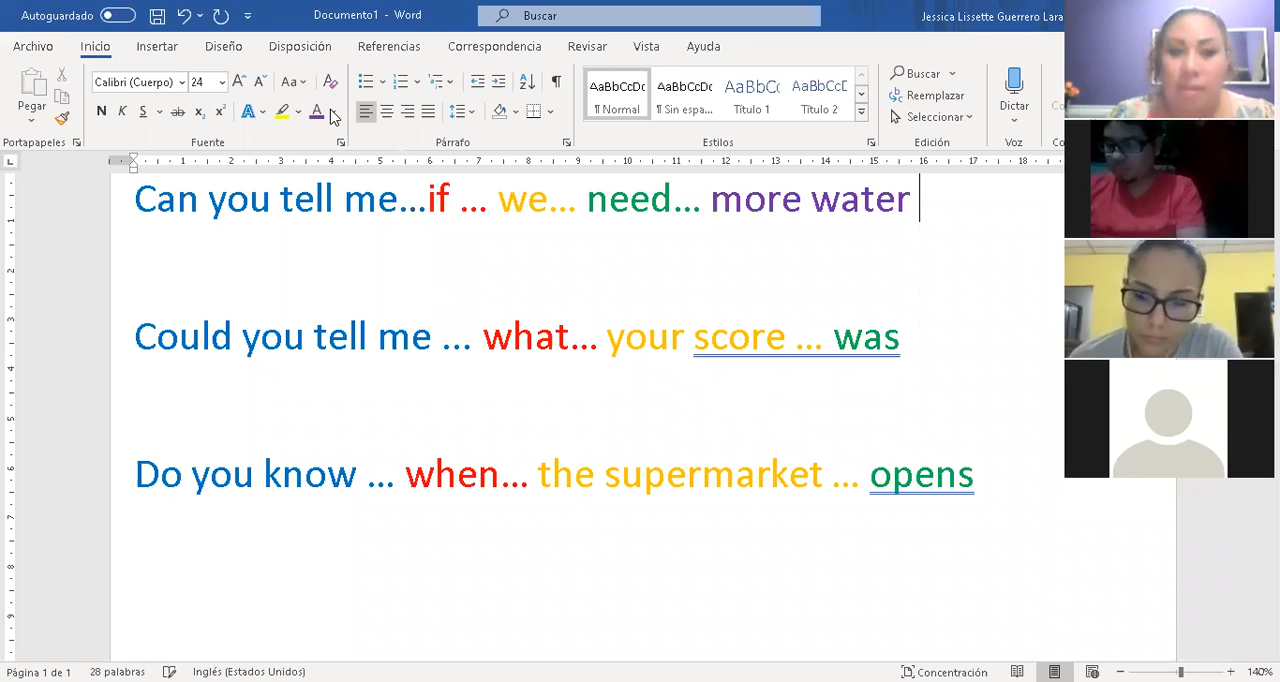 Autoguardado
Documento1 - Word
Buscar
Jessica Lissette Guerrero Lara
Archivo Inicio Insertar Diseño Disposición Referencias Correspondencia Revisar Vista Ayuda
Pegar
Calibri (Cuerpo) 24
AaBbCcDc ¶ Normal
AaBbCcDc ¶ Sin espa...
AaBbCc Título 1
AaBbCcD Título 2
Buscar
Reemplazar
Seleccionar
Dictar
Portapapeles Fuente Párrafo Estilos Edición Voz
Can you tell me...if ... we... need... more water
Could you tell me ... what... your score ... was
Do you know ... when... the supermarket ... opens
Página 1 de 1 28 palabras Inglés (Estados Unidos) Concentración 140%